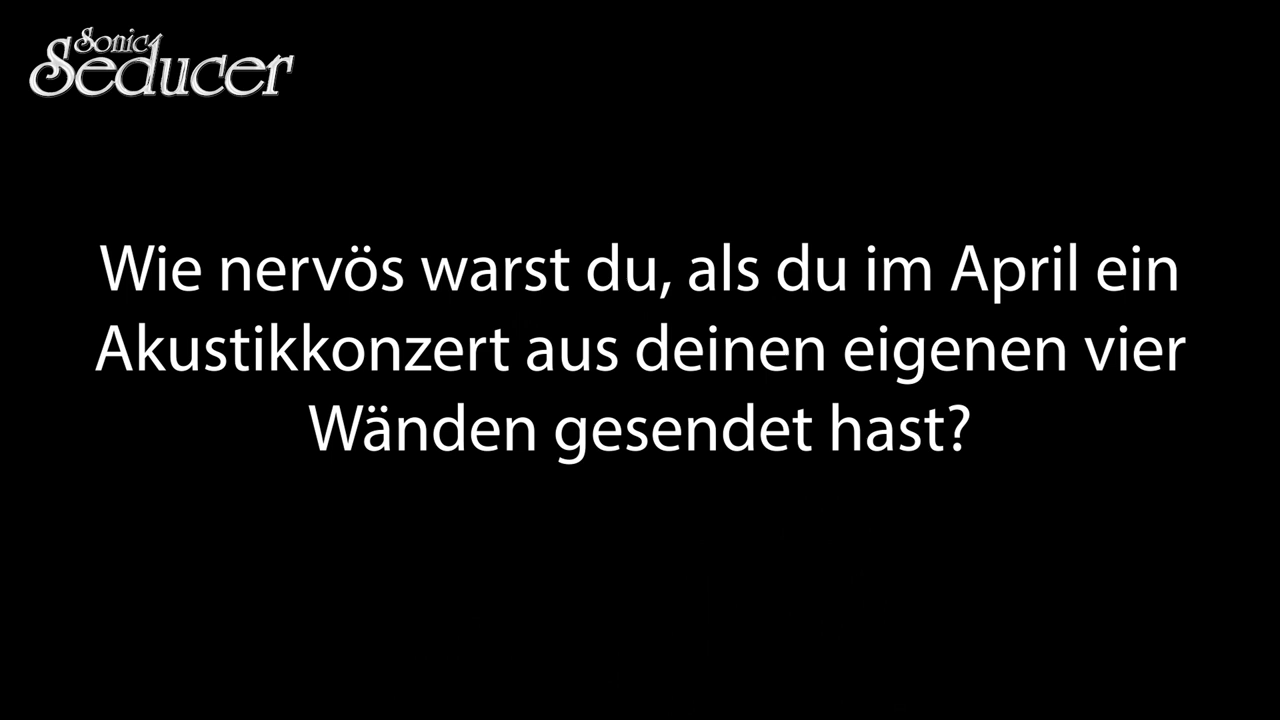 Sonic
Seducer
Wie nervös warst du, als du im April ein
Akustikkonzert aus deinen eigenen vier
Wänden gesendet hast?